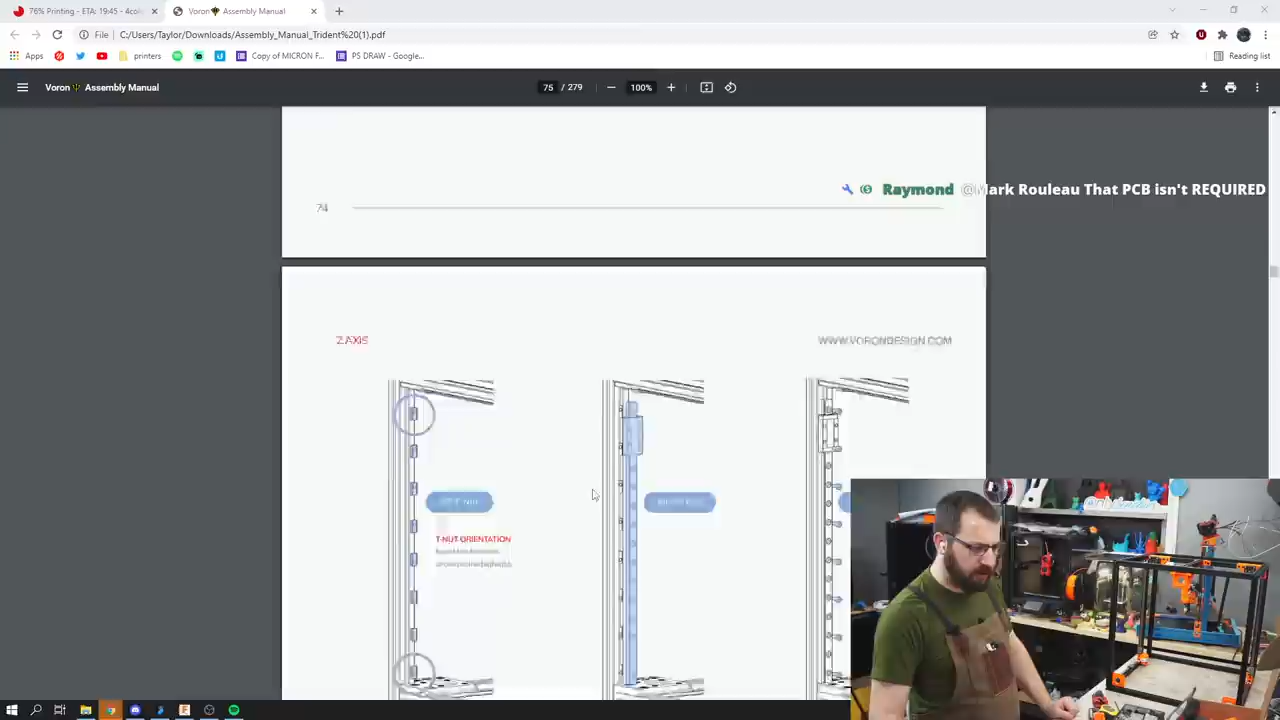 76% Printing - ETA: 19:45 - 4col
Voron Assembly Manual
File
C:/Users/Taylor/Downloads/Assembly_Manual_Trident%20(1).pdf
Apps
printers
Copy of MICRON F...
PS DRAW - Google...
Reading list
Voron Assembly Manual
75 / 279
100%
Raymond @Mark Rouleau That PCB isn't REQUIRED
74
Z AXIS
WWW.VORONDESIGN.COM
T-NUT ORIENTATION